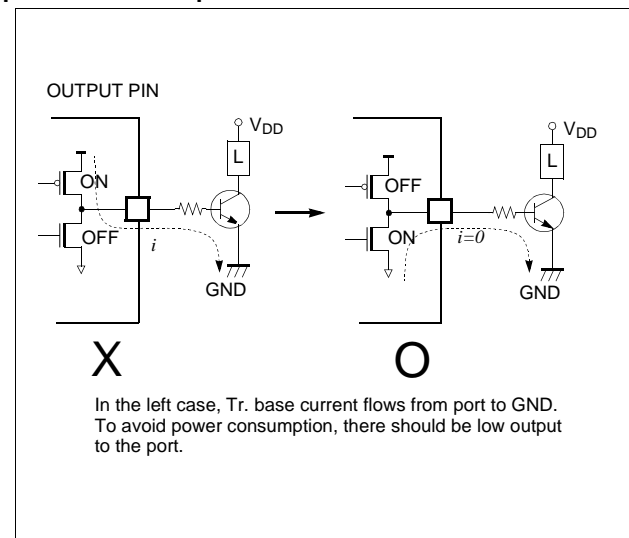 OUTPUT PIN
VDD
L
ON
OFF
i
GND
X
VDD
L
OFF
ON
i=0
GND
O
In the left case, Tr. base current flows from port to GND.
To avoid power consumption, there should be low output
to the port.